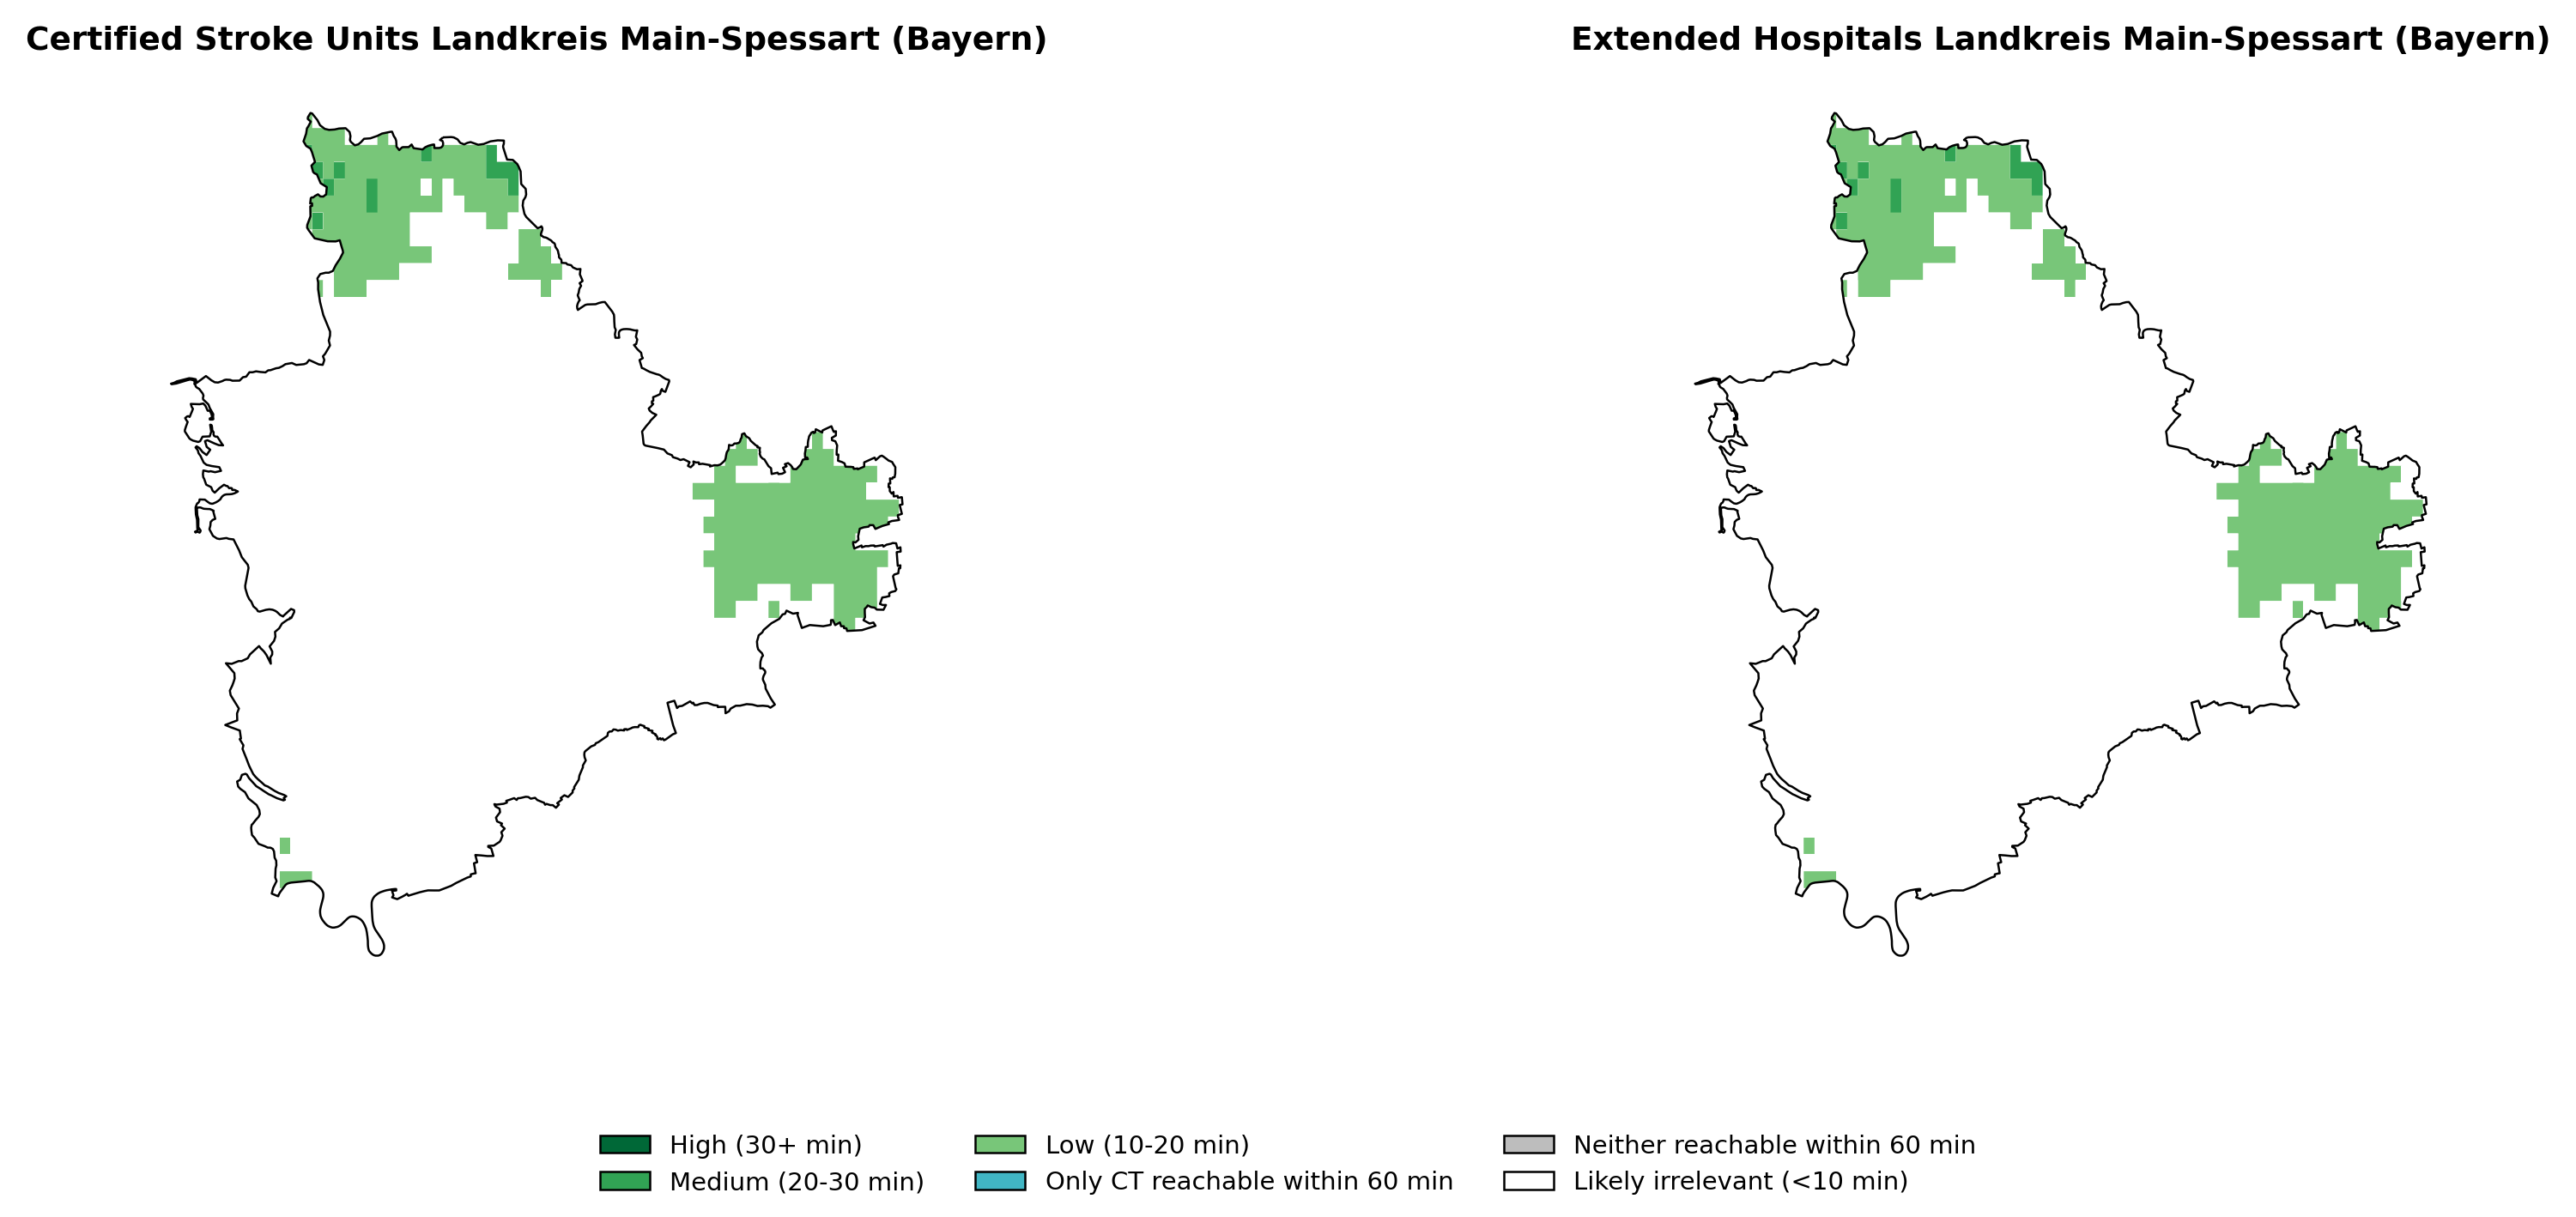 Certified Stroke Units Landkreis Main-Spessart (Bayern)
Extended Hospitals Landkreis Main-Spessart (Bayern)
High (30+ min)
Medium (20-30 min)
Low (10-20 min)
Only CT reachable within 60 min
Neither reachable within 60 min
Likely irrelevant (<10 min)